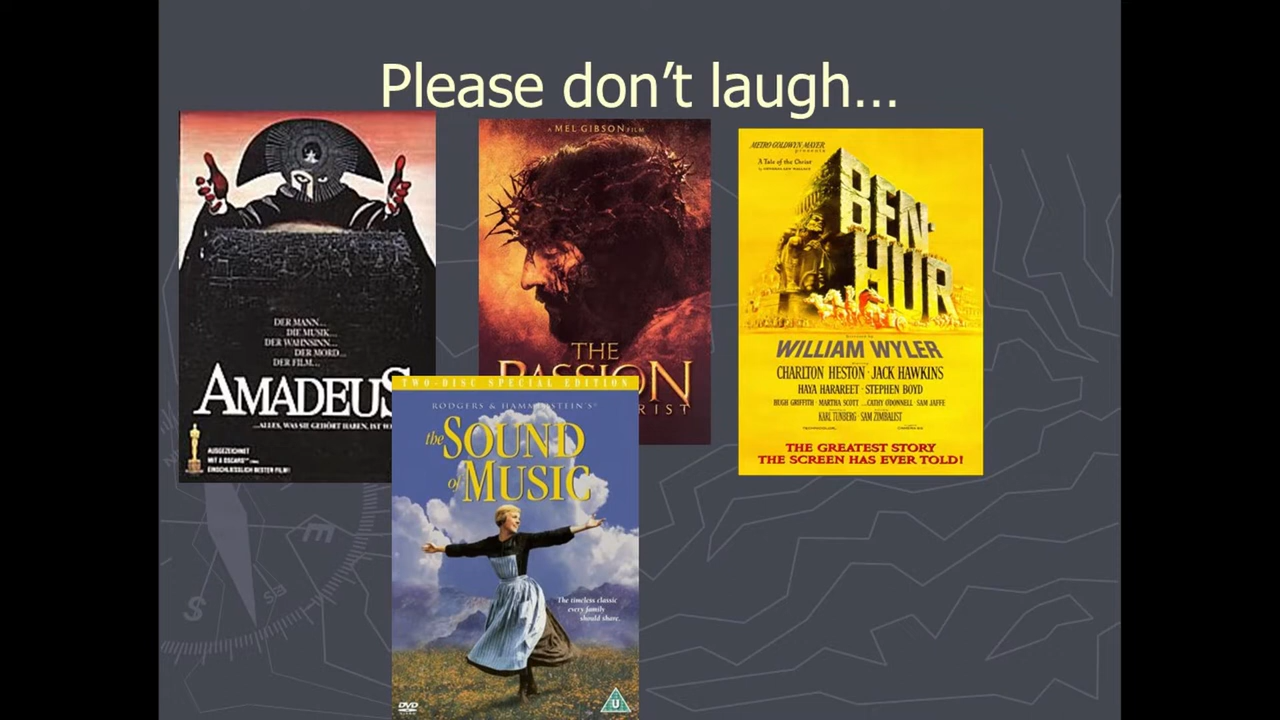 Please don't laugh...
DER MANN...
DIE MUSIK...
DER WAHNSINN...
DER MORD...
DER FILM...
AMADEUS
...ALLES, WAS SIE GEHÖRT HABEN, IST
AUSGEZEICHNET
MIT 8 OSCARS
EINSCHLIESSLICH BESTER FILM!
A MEL GIBSON FILM
THE
PASSION
METRO GOLDWYN MAYER
presents
A Tale of the Christ
BEN-
HUR
WILLIAM WYLER
CHARLTON HESTON · JACK HAWKINS
HAYA HARAREET · STEPHEN BOYD
HUGH GRIFFITH · MARTHA SCOTT ...CATHY O'DONNELL · SAM JAFFE
KARL TUNBERG · SAM ZIMBALIST
THE GREATEST STORY
THE SCREEN HAS EVER TOLD!
TWO-DISC SPECIAL EDITION
RODGERS & HAMMERSTEIN'S
the SOUND
of MUSIC
The timeless classic
every family
should share.
DVD
U
m
S
SE